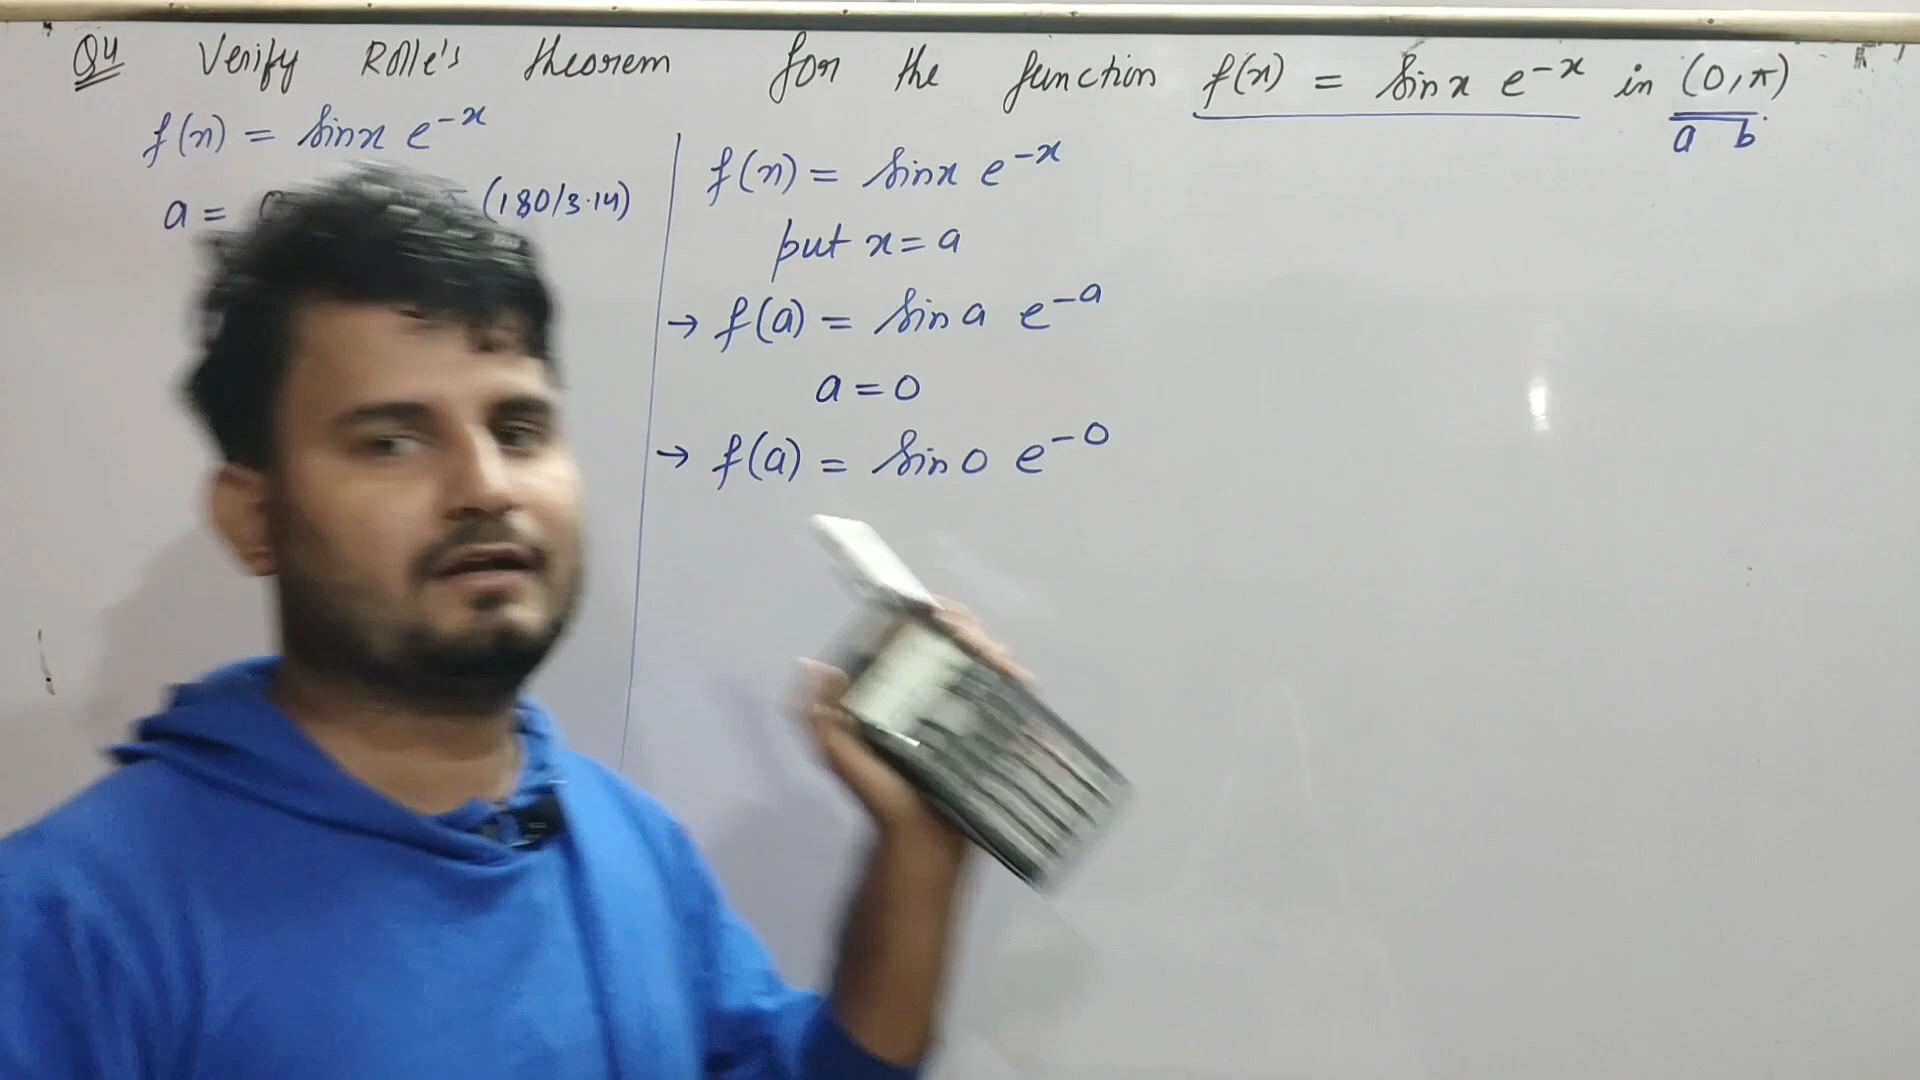 Q4 Verify Rolle's theorem for the function f(x) = sinx e^-x in (0,π)
a b
f(x) = sinx e^-x
a = (180/3.14)
f(x) = sinx e^-x
put x = a
→ f(a) = sin a e^-a
a = 0
→ f(a) = sin 0 e^-0